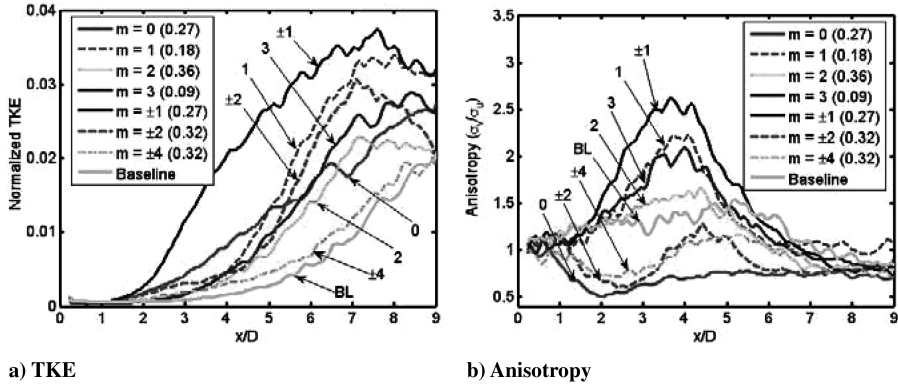 a)
0.04
0.03
0.02
0.01
0
Normalized TKE
m = 0 (0.27)
m = 1 (0.18)
m = 2 (0.36)
m = 3 (0.09)
m = ±1 (0.27)
m = ±2 (0.32)
m = ±4 (0.32)
Baseline
±1
3
1
±2
0
2
±4
BL
0 1 2 3 4 5 6 7 8 9
x/D
b)
3.5
3.0
2.5
2.0
1.5
1.0
0.5
Anisotropy (σv/σu)
m = 0 (0.27)
m = 1 (0.18)
m = 2 (0.36)
m = 3 (0.09)
m = ±1 (0.27)
m = ±2 (0.32)
m = ±4 (0.32)
Baseline
±1
1
3
2
BL
±4
±2
0
0 1 2 3 4 5 6 7 8 9
x/D
a) TKE
b) Anisotropy